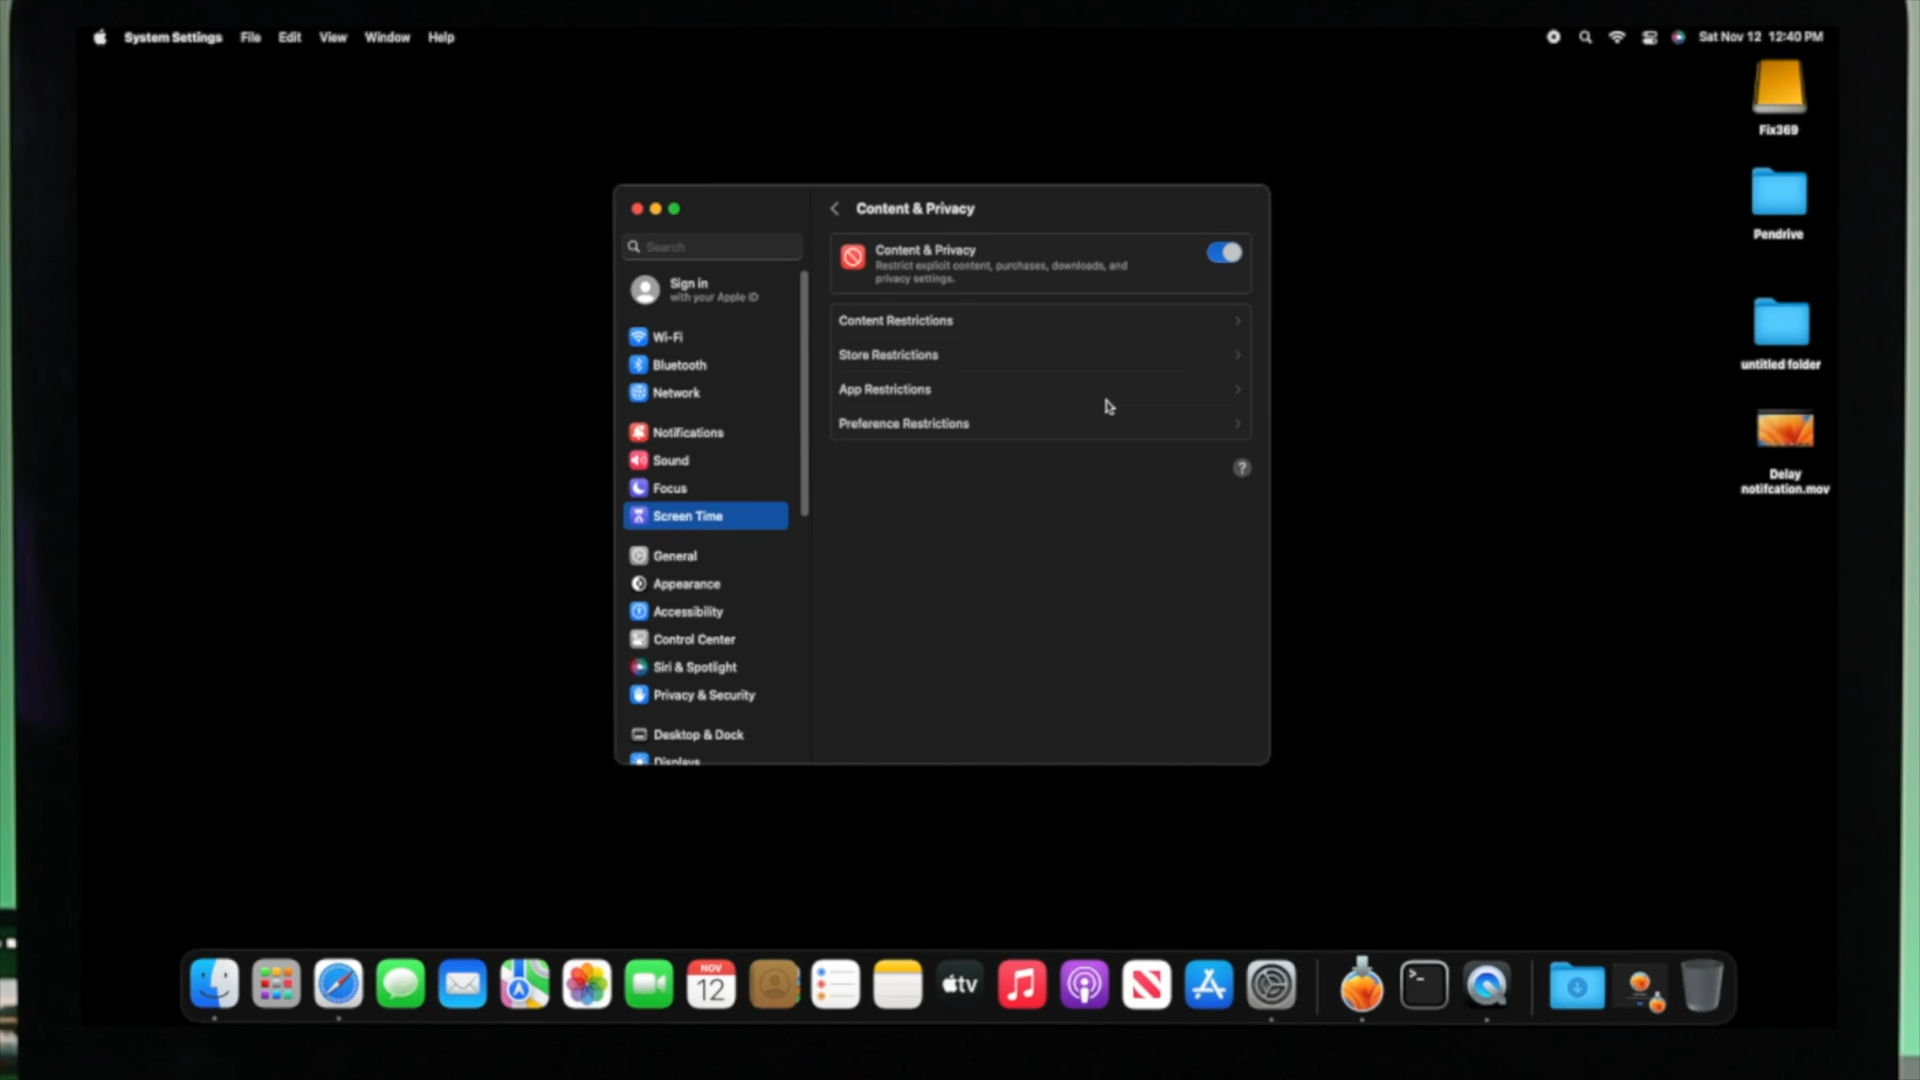 System Settings File Edit View Window Help
Sat Nov 12 12:40 PM
Fix369
Pendrive
untitled folder
Delay
notifcation.mov
Search
Sign in
with your Apple ID
Wi-Fi
Bluetooth
Network
Notifications
Sound
Focus
Screen Time
General
Appearance
Accessibility
Control Center
Siri & Spotlight
Privacy & Security
Desktop & Dock
Displays
Content & Privacy
Content & Privacy
Restrict explicit content, purchases, downloads, and
privacy settings.
Content Restrictions
Store Restrictions
App Restrictions
Preference Restrictions
?
NOV
12
tv